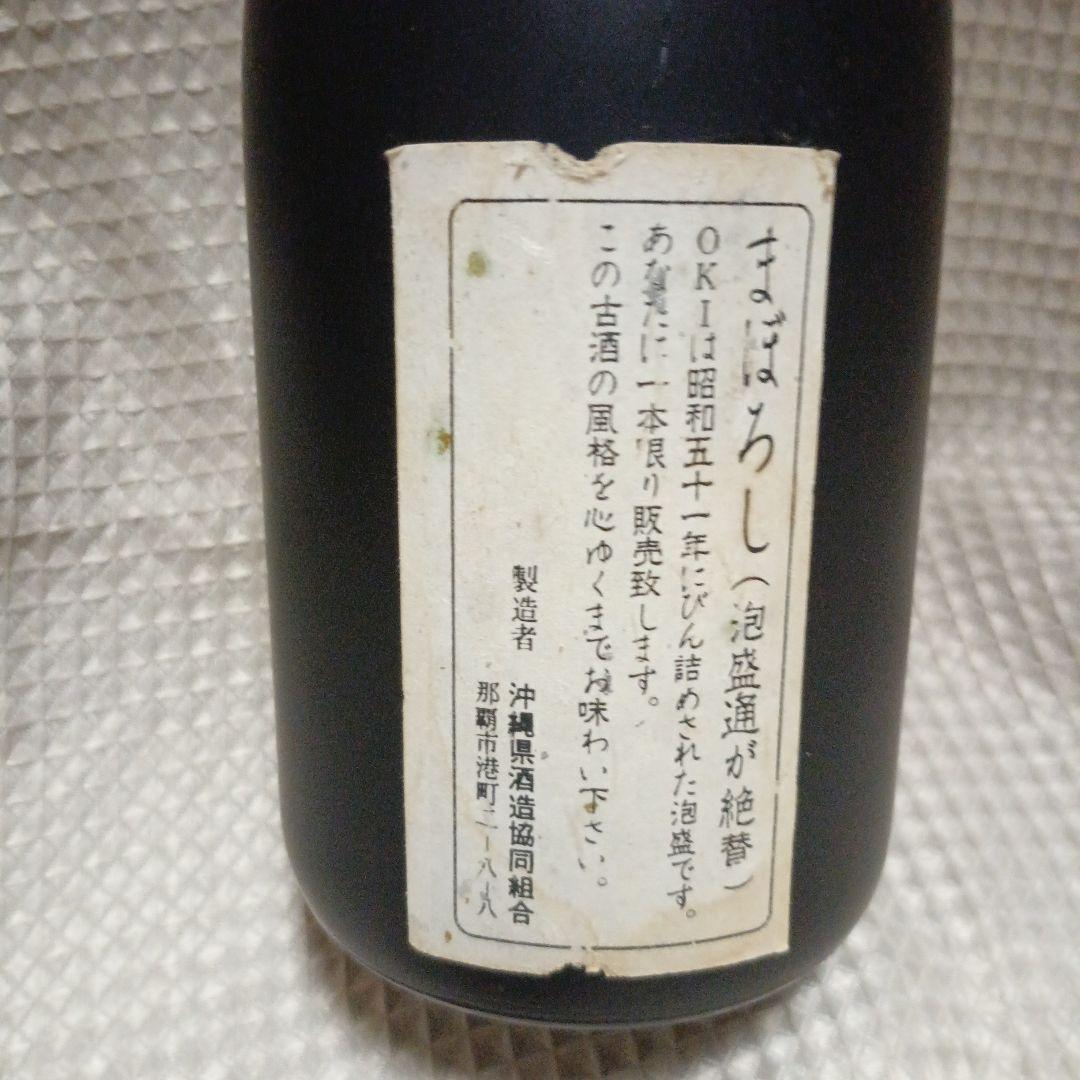 まぼろし（泡盛通が絶賛）
OKIは昭和五十一年にびん詰めされた泡盛です。
あなたに一本限り販売致します。
この古酒の風格を心ゆくまでお味わい下さい。
製造者 沖縄県酒造協同組合
那覇市港町二ー八ー八